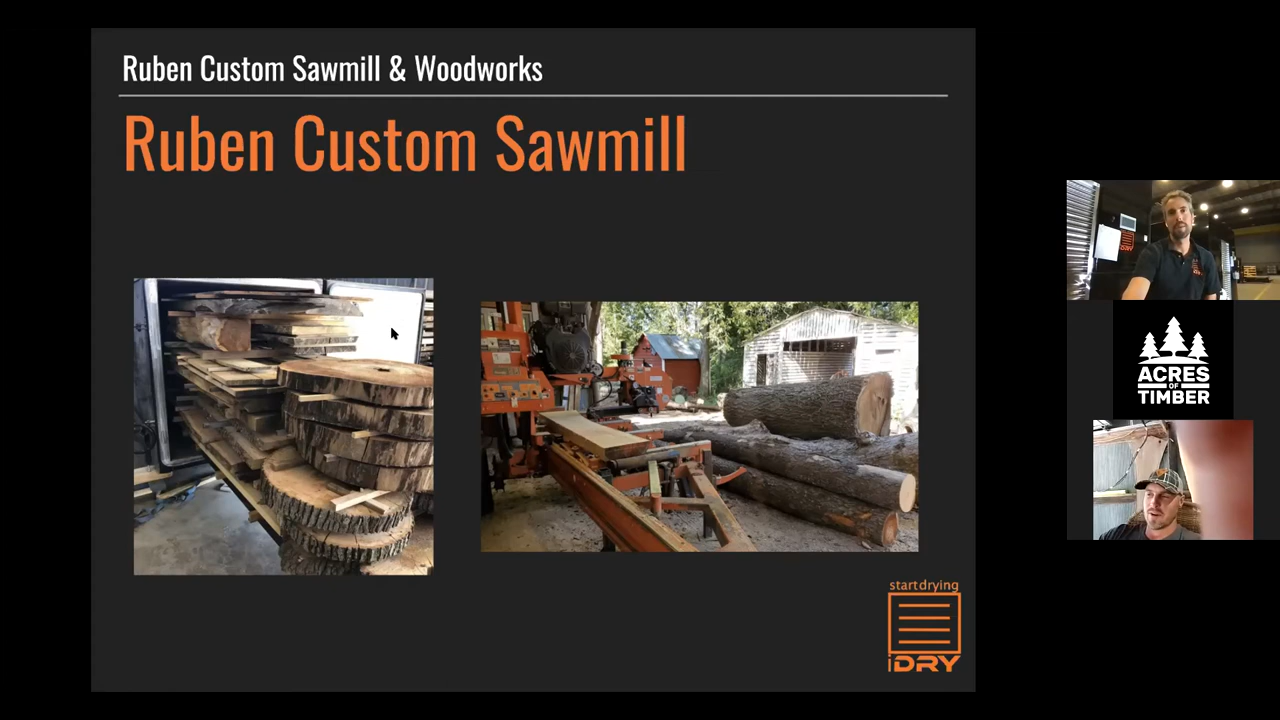 Ruben Custom Sawmill & Woodworks
Ruben Custom Sawmill
startdrying
iDRY
ACRES
OF
TIMBER